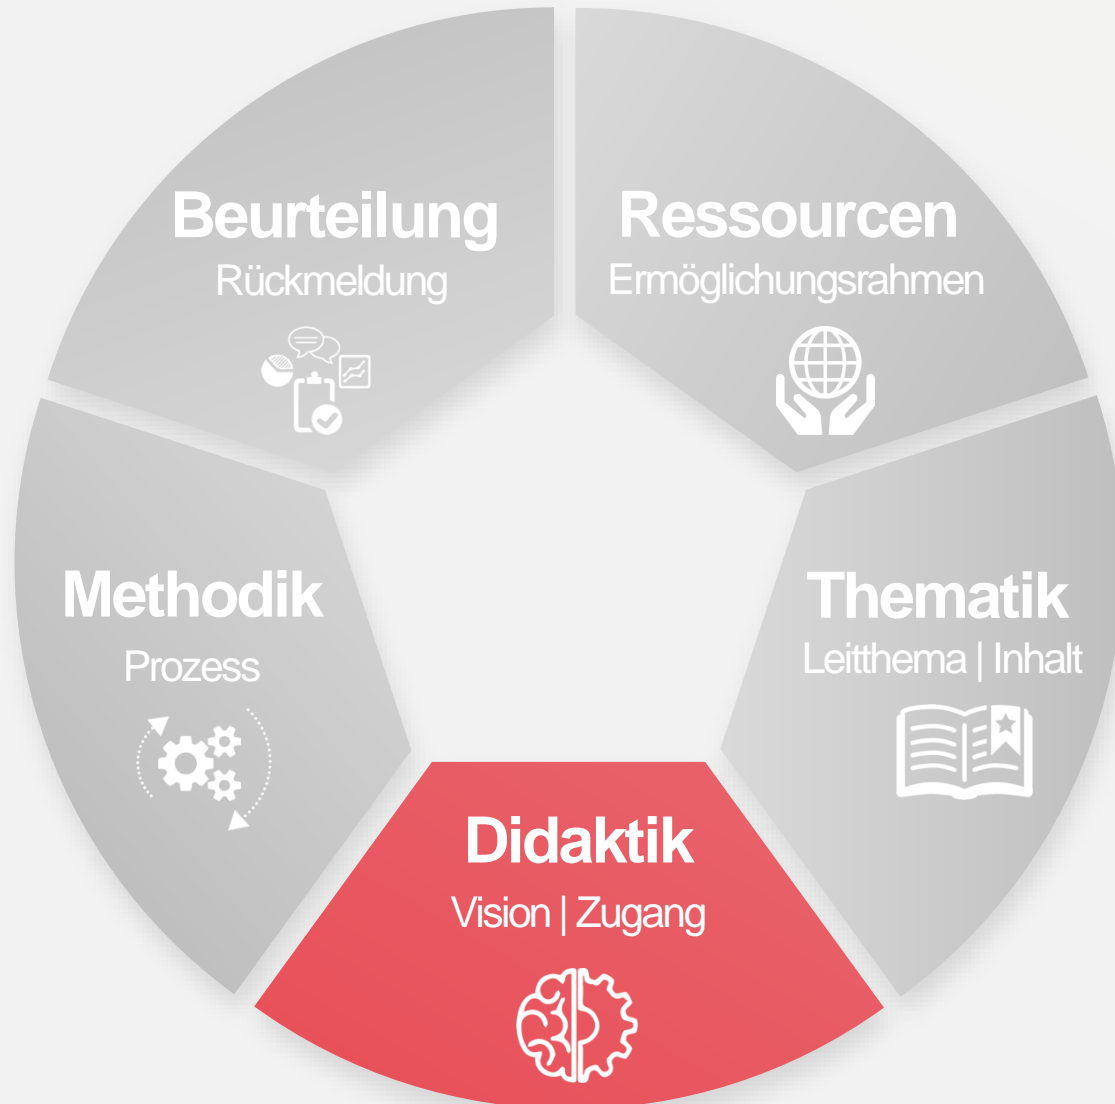 Beurteilung
Rückmeldung
Ressourcen
Ermöglichungsrahmen
Methodik
Prozess
Thematik
Leitthema | Inhalt
Didaktik
Vision | Zugang